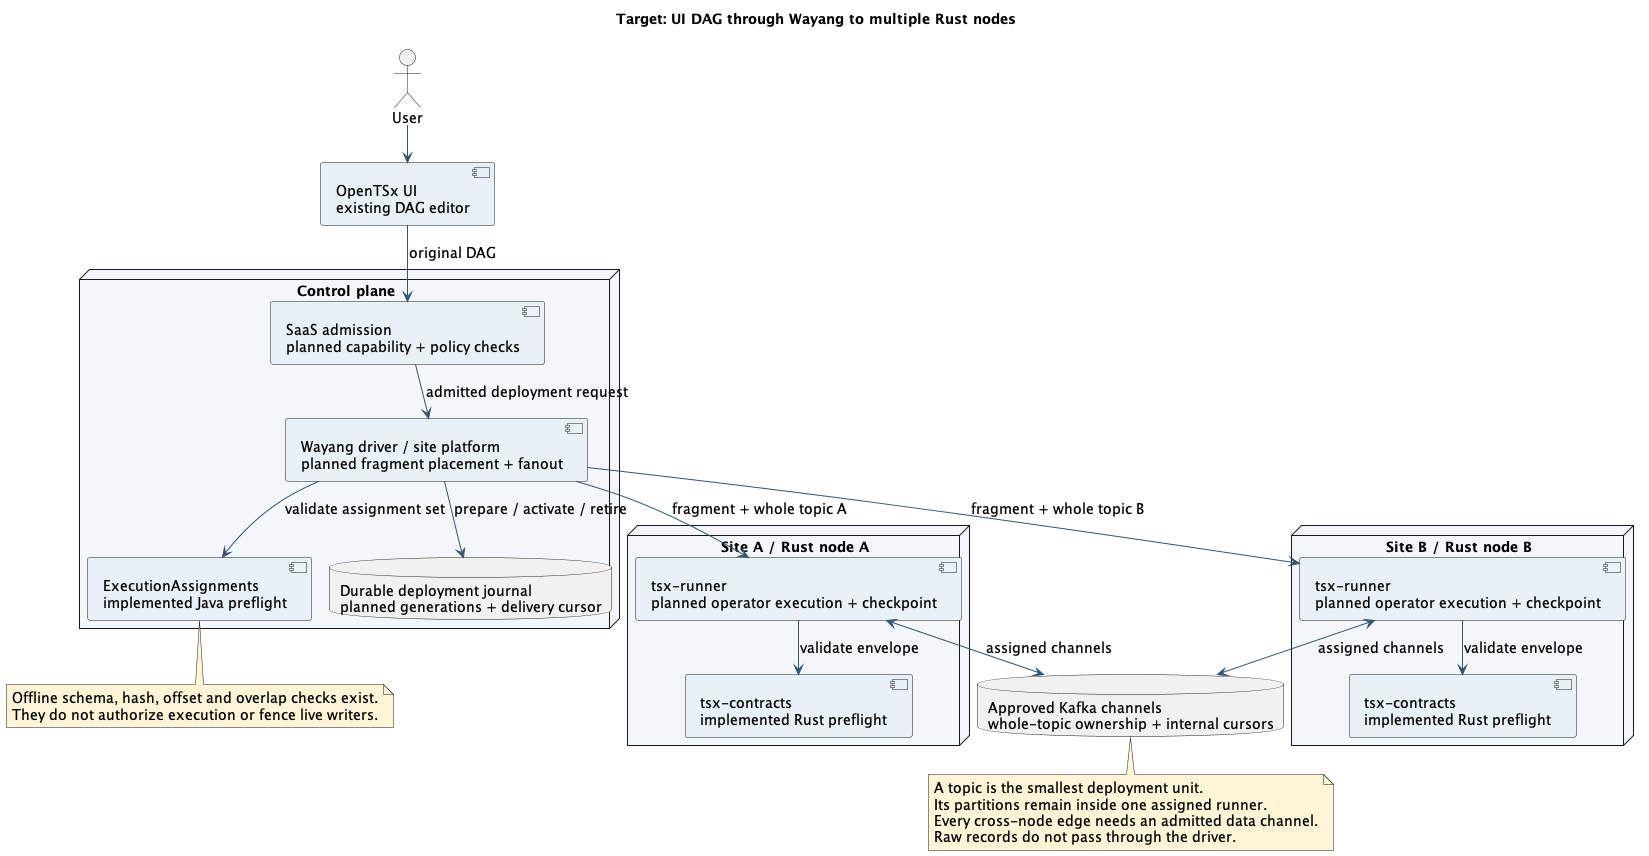 Target: UI DAG through Wayang to multiple Rust nodes
User
OpenTSx UI
existing DAG editor
original DAG
Control plane
SaaS admission
planned capability + policy checks
admitted deployment request
Wayang driver / site platform
planned fragment placement + fanout
validate assignment set
prepare / activate / retire
fragment + whole topic A
fragment + whole topic B
ExecutionAssignments
implemented Java preflight
Durable deployment journal
planned generations + delivery cursor
Site A / Rust node A
tsx-runner
planned operator execution + checkpoint
Site B / Rust node B
tsx-runner
planned operator execution + checkpoint
validate envelope
assigned channels
assigned channels
validate envelope
tsx-contracts
implemented Rust preflight
Approved Kafka channels
whole-topic ownership + internal cursors
tsx-contracts
implemented Rust preflight
Offline schema, hash, offset and overlap checks exist.
They do not authorize execution or fence live writers.
A topic is the smallest deployment unit.
Its partitions remain inside one assigned runner.
Every cross-node edge needs an admitted data channel.
Raw records do not pass through the driver.